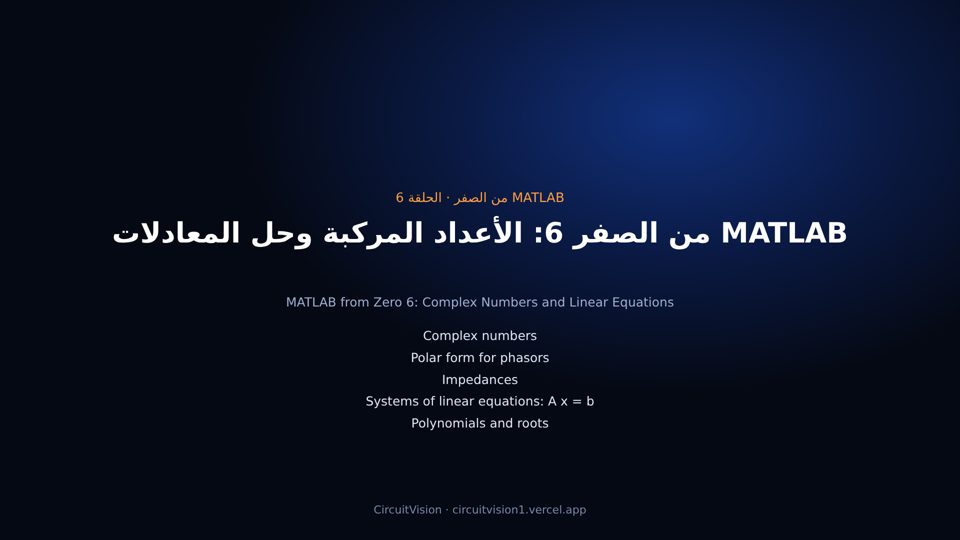 MATLAB من الصفر · الحلقة 6
MATLAB من الصفر 6: الأعداد المركبة وحل المعادلات
MATLAB from Zero 6: Complex Numbers and Linear Equations
Complex numbers
Polar form for phasors
Impedances
Systems of linear equations: A x = b
Polynomials and roots
CircuitVision · circuitvision1.vercel.app